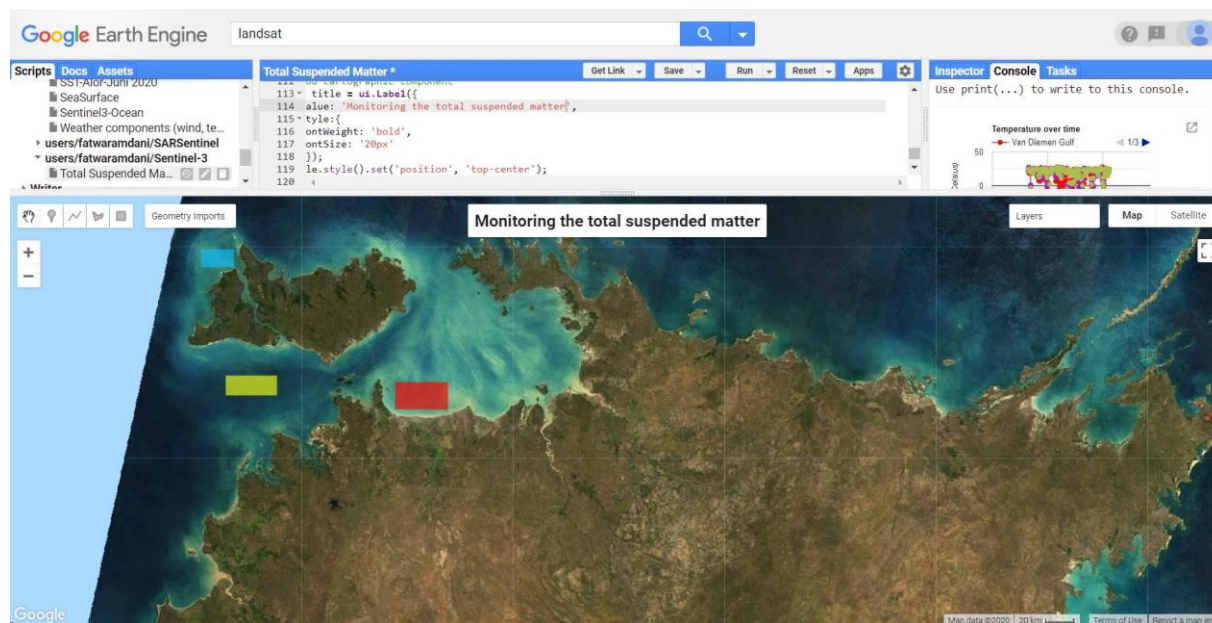 Google Earth Engine
landsat
Scripts Docs Assets
SST-Alor-Juni 2020
SeaSurface
Sentinel3-Ocean
Weather components (wind, te...
users/fatwaramdani/SARSentinel
users/fatwaramdani/Sentinel-3
Total Suspended Ma...
Writer
Total Suspended Matter *
Get Link Save Run Reset Apps
113 title = ui.Label({
114 alue: 'Monitoring the total suspended matter',
115 tyle:{
116 ontWeight: 'bold',
117 ontSize: '20px'
118 });
119 le.style().set('position', 'top-center');
120
Inspector Console Tasks
Use print(...) to write to this console.
Temperature over time
Van Diemen Gulf
1/3
50
0
Geometry Imports
Monitoring the total suspended matter
Layers
Map Satellite
+
−
Google
Map data ©2020 20 km Terms of Use Report a map er